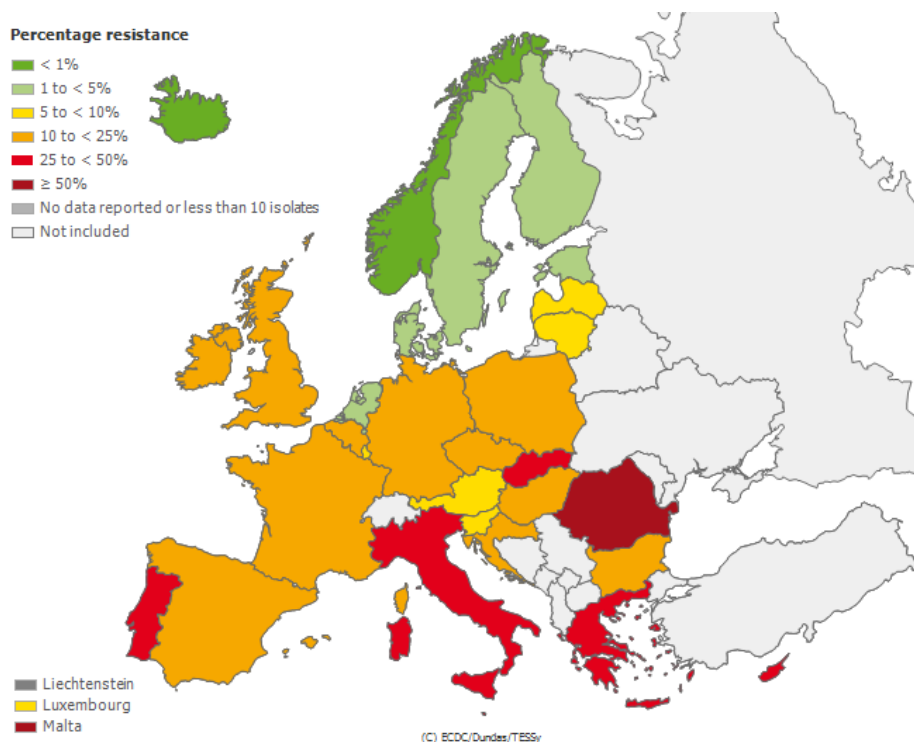 Percentage resistance
< 1%
1 to < 5%
5 to < 10%
10 to < 25%
25 to < 50%
≥ 50%
No data reported or less than 10 isolates
Not included
Liechtenstein
Luxembourg
Malta
(C) ECDC/Dundas/TESSy